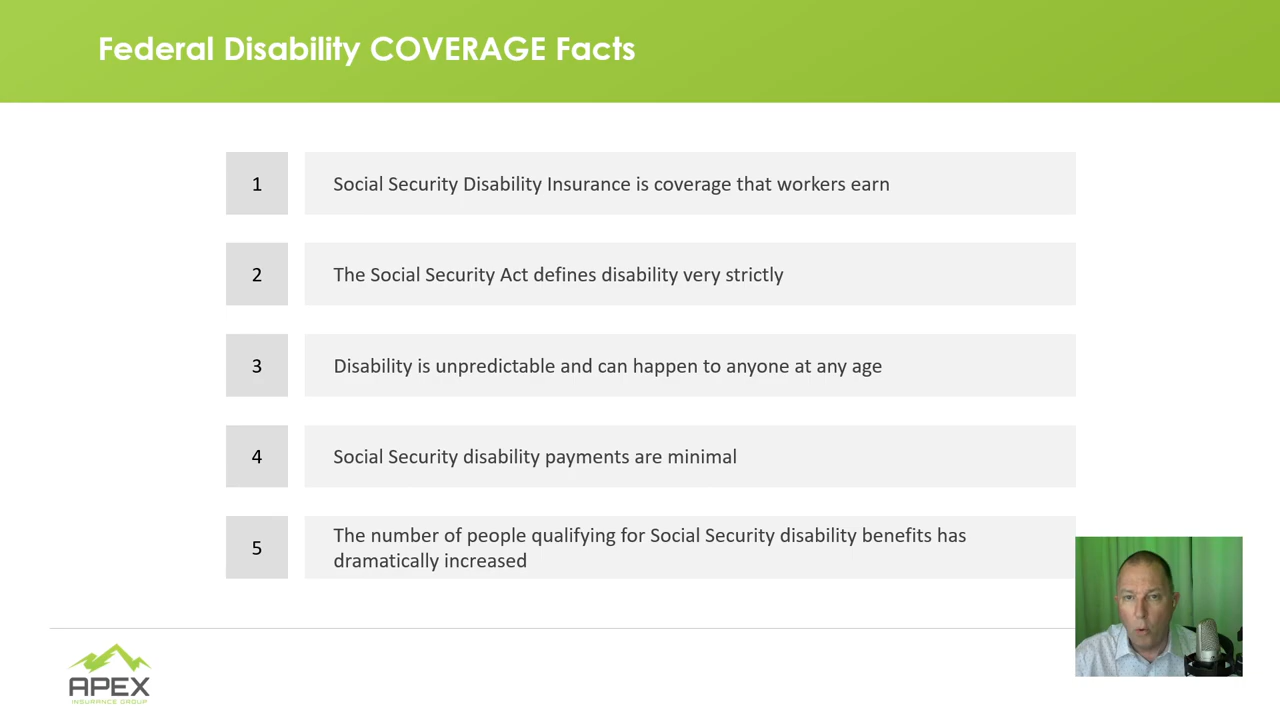 Federal Disability COVERAGE Facts
1
Social Security Disability Insurance is coverage that workers earn
2
The Social Security Act defines disability very strictly
3
Disability is unpredictable and can happen to anyone at any age
4
Social Security disability payments are minimal
5
The number of people qualifying for Social Security disability benefits has
dramatically increased
APEX
INSURANCE GROUP